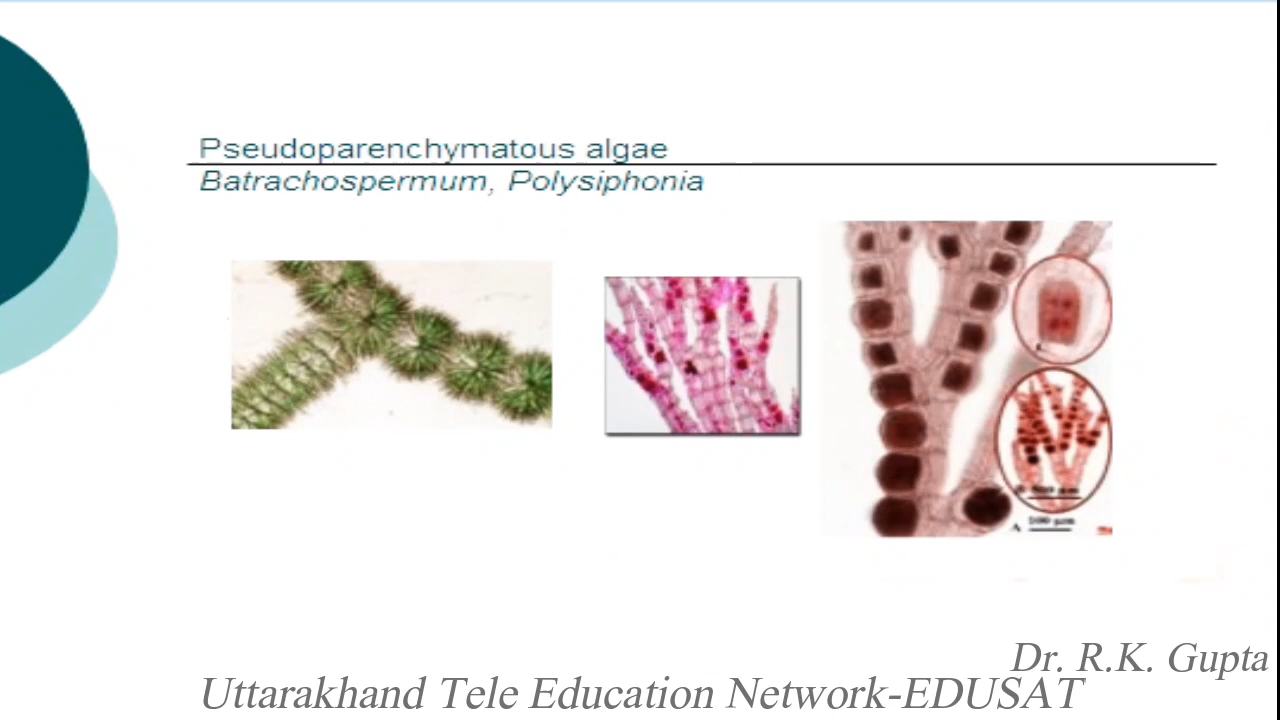 Pseudoparenchymatous algae
Batrachospermum, Polysiphonia
A
Dr. R.K. Gupta
Uttarakhand Tele Education Network-EDUSAT